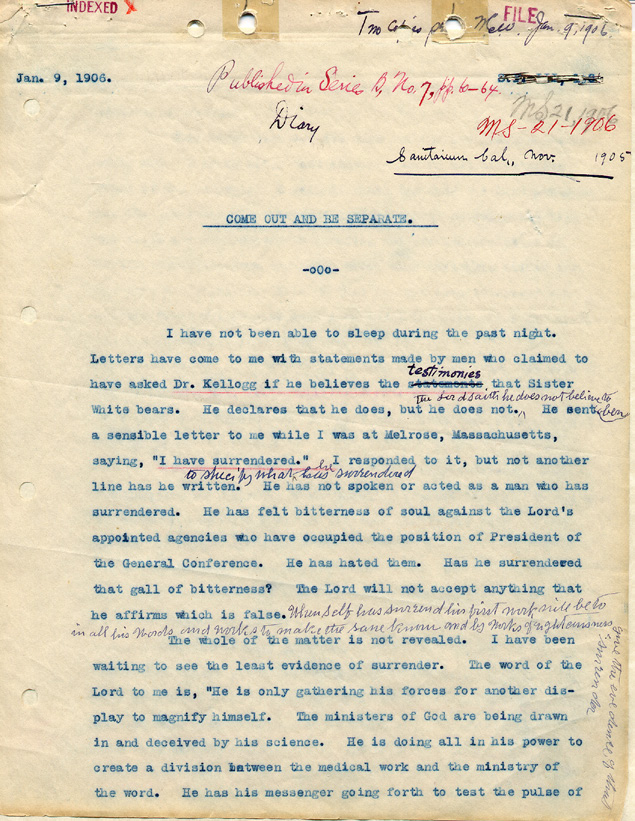 INDEXED X
FILE
Jan. 9, 1906.
Jan. 9, 1906.
Published in Series B, No. 7, pp. 60-64.
Diary
MS 21, 1906
MS-21-1906
Sanitarium Cal., Nov. 1905
COME OUT AND BE SEPARATE.
-o0o-
I have not been able to sleep during the past night.
Letters have come to me with statements made by men who claimed to
testimonies
have asked Dr. Kellogg if he believes the statements that Sister
The Lord saith he does not believe
White bears. He declares that he does, but he does not. He sent
a sensible letter to me while I was at Melrose, Massachusetts,
saying, "I have surrendered." I responded to it, but not another
to specify what he has surrendered
line has he written. He has not spoken or acted as a man who has
surrendered. He has felt bitterness of soul against the Lord's
appointed agencies who have occupied the position of President of
the General Conference. He has hated them. Has he surrendered
that gall of bitterness? The Lord will not accept anything that
he affirms which is false. When self has surrend his first work will be to
in all his words and works to make the same known and his works of righteousness
gives the evidence of that surrender
The whole of the matter is not revealed. I have been
waiting to see the least evidence of surrender. The word of the
Lord to me is, "He is only gathering his forces for another dis-
play to magnify himself. The ministers of God are being drawn
in and deceived by his science. He is doing all in his power to
create a division between the medical work and the ministry of
the word. He has his messenger going forth to test the pulse of